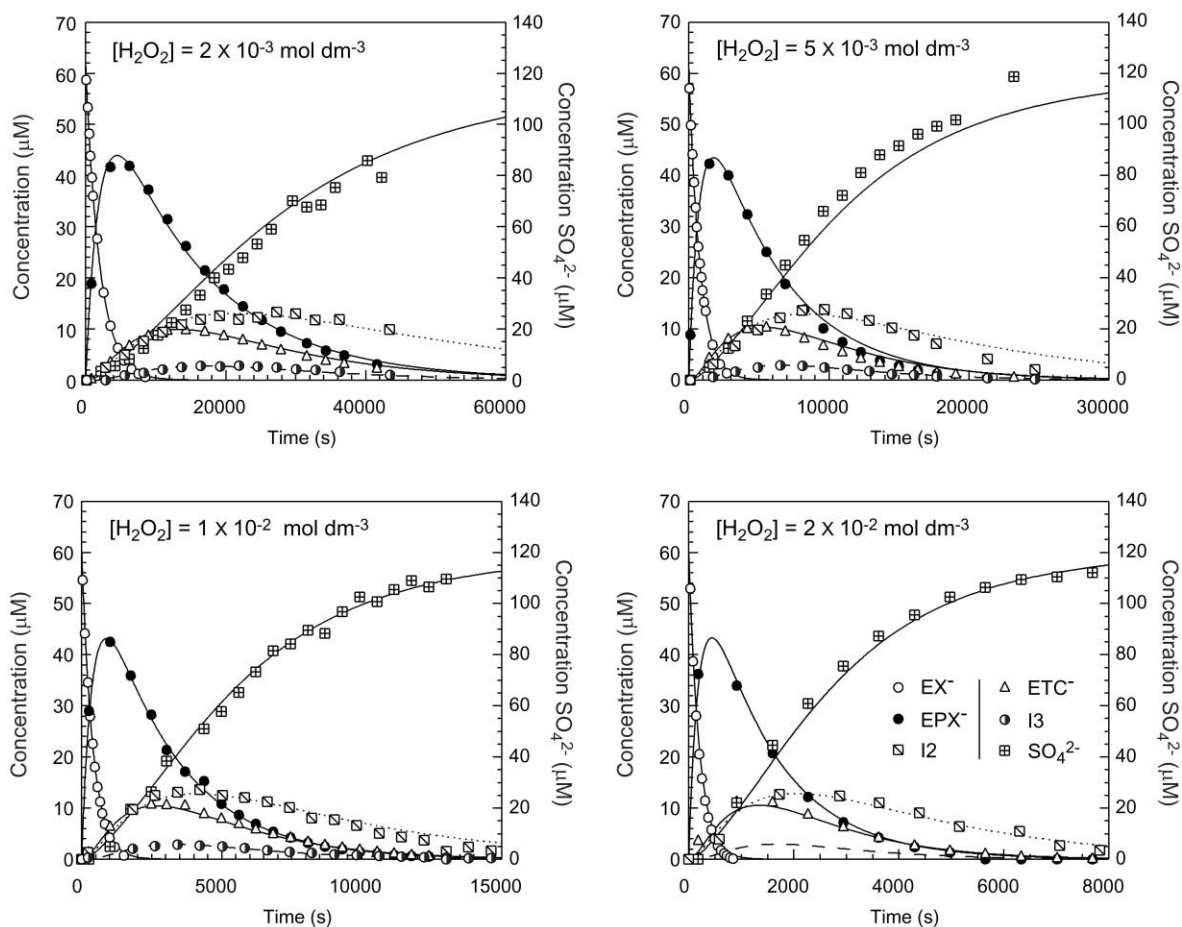 [H₂O₂] = 2 X 10⁻³ mol dm⁻³
Concentration (μM)
70
60
50
40
30
20
10
0
140
120
100
80
60
40
20
0
Concentration SO₄²⁻ (μM)
0 20000 40000 60000
Time (s)
[H₂O₂] = 5 X 10⁻³ mol dm⁻³
Concentration (μM)
70
60
50
40
30
20
10
0
140
120
100
80
60
40
20
0
Concentration SO₄²⁻ (μM)
0 10000 20000 30000
Time (s)
[H₂O₂] = 1 X 10⁻² mol dm⁻³
Concentration (μM)
70
60
50
40
30
20
10
0
140
120
100
80
60
40
20
0
Concentration SO₄²⁻ (μM)
0 5000 10000 15000
Time (s)
[H₂O₂] = 2 X 10⁻² mol dm⁻³
Concentration (μM)
70
60
50
40
30
20
10
0
140
120
100
80
60
40
20
0
Concentration SO₄²⁻ (μM)
EX⁻ ETC⁻
EPX⁻ I3
I2 SO₄²⁻
0 2000 4000 6000 8000
Time (s)